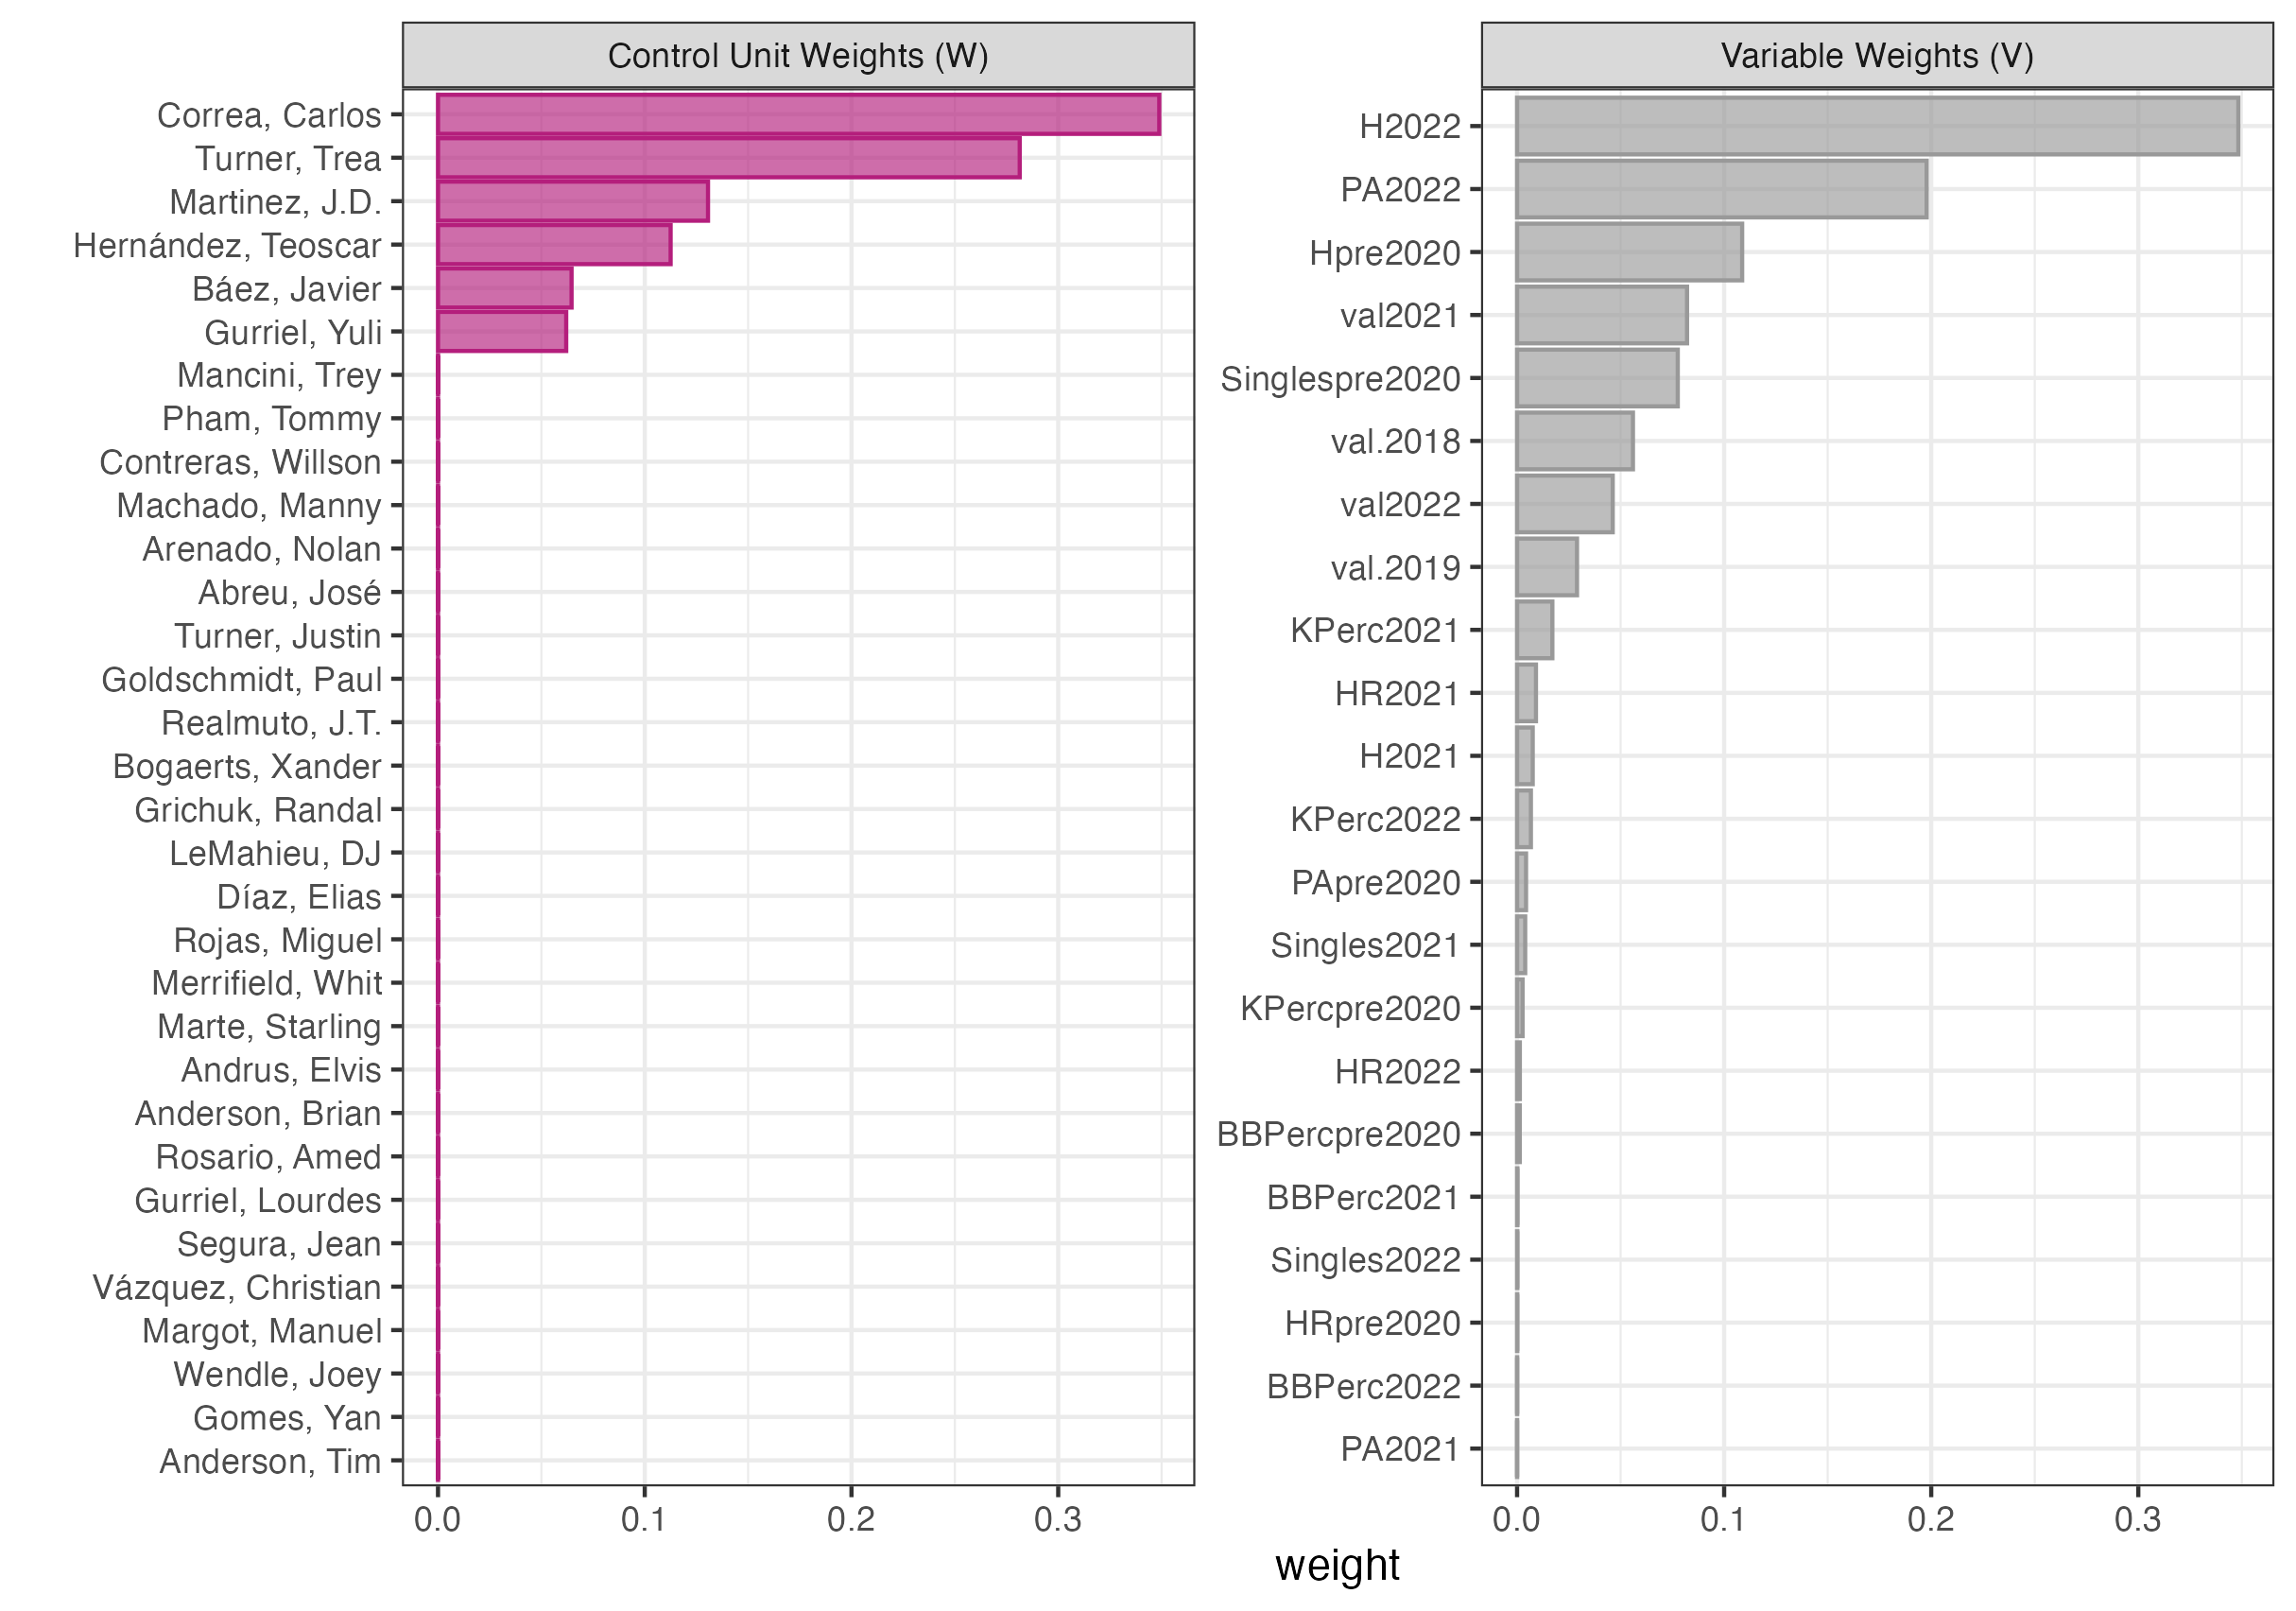 Control Unit Weights (W)
Correa, Carlos
Turner, Trea
Martinez, J.D.
Hernández, Teoscar
Báez, Javier
Gurriel, Yuli
Mancini, Trey
Pham, Tommy
Contreras, Willson
Machado, Manny
Arenado, Nolan
Abreu, José
Turner, Justin
Goldschmidt, Paul
Realmuto, J.T.
Bogaerts, Xander
Grichuk, Randal
LeMahieu, DJ
Díaz, Elias
Rojas, Miguel
Merrifield, Whit
Marte, Starling
Andrus, Elvis
Anderson, Brian
Rosario, Amed
Gurriel, Lourdes
Segura, Jean
Vázquez, Christian
Margot, Manuel
Wendle, Joey
Gomes, Yan
Anderson, Tim
0.0 0.1 0.2 0.3
Variable Weights (V)
H2022
PA2022
Hpre2020
val2021
Singlespre2020
val.2018
val2022
val.2019
KPerc2021
HR2021
H2021
KPerc2022
PApre2020
Singles2021
KPercpre2020
HR2022
BBPercpre2020
BBPerc2021
Singles2022
HRpre2020
BBPerc2022
PA2021
0.0 0.1 0.2 0.3
weight